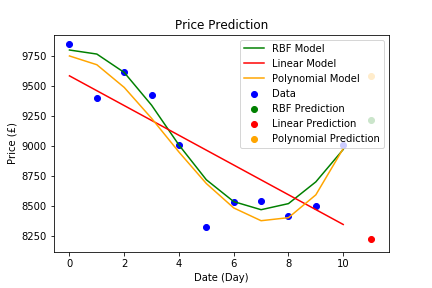 Price Prediction
RBF Model
Linear Model
Polynomial Model
Data
RBF Prediction
Linear Prediction
Polynomial Prediction
9750
9500
9250
9000
8750
8500
8250
Price (£)
0 2 4 6 8 10
Date (Day)